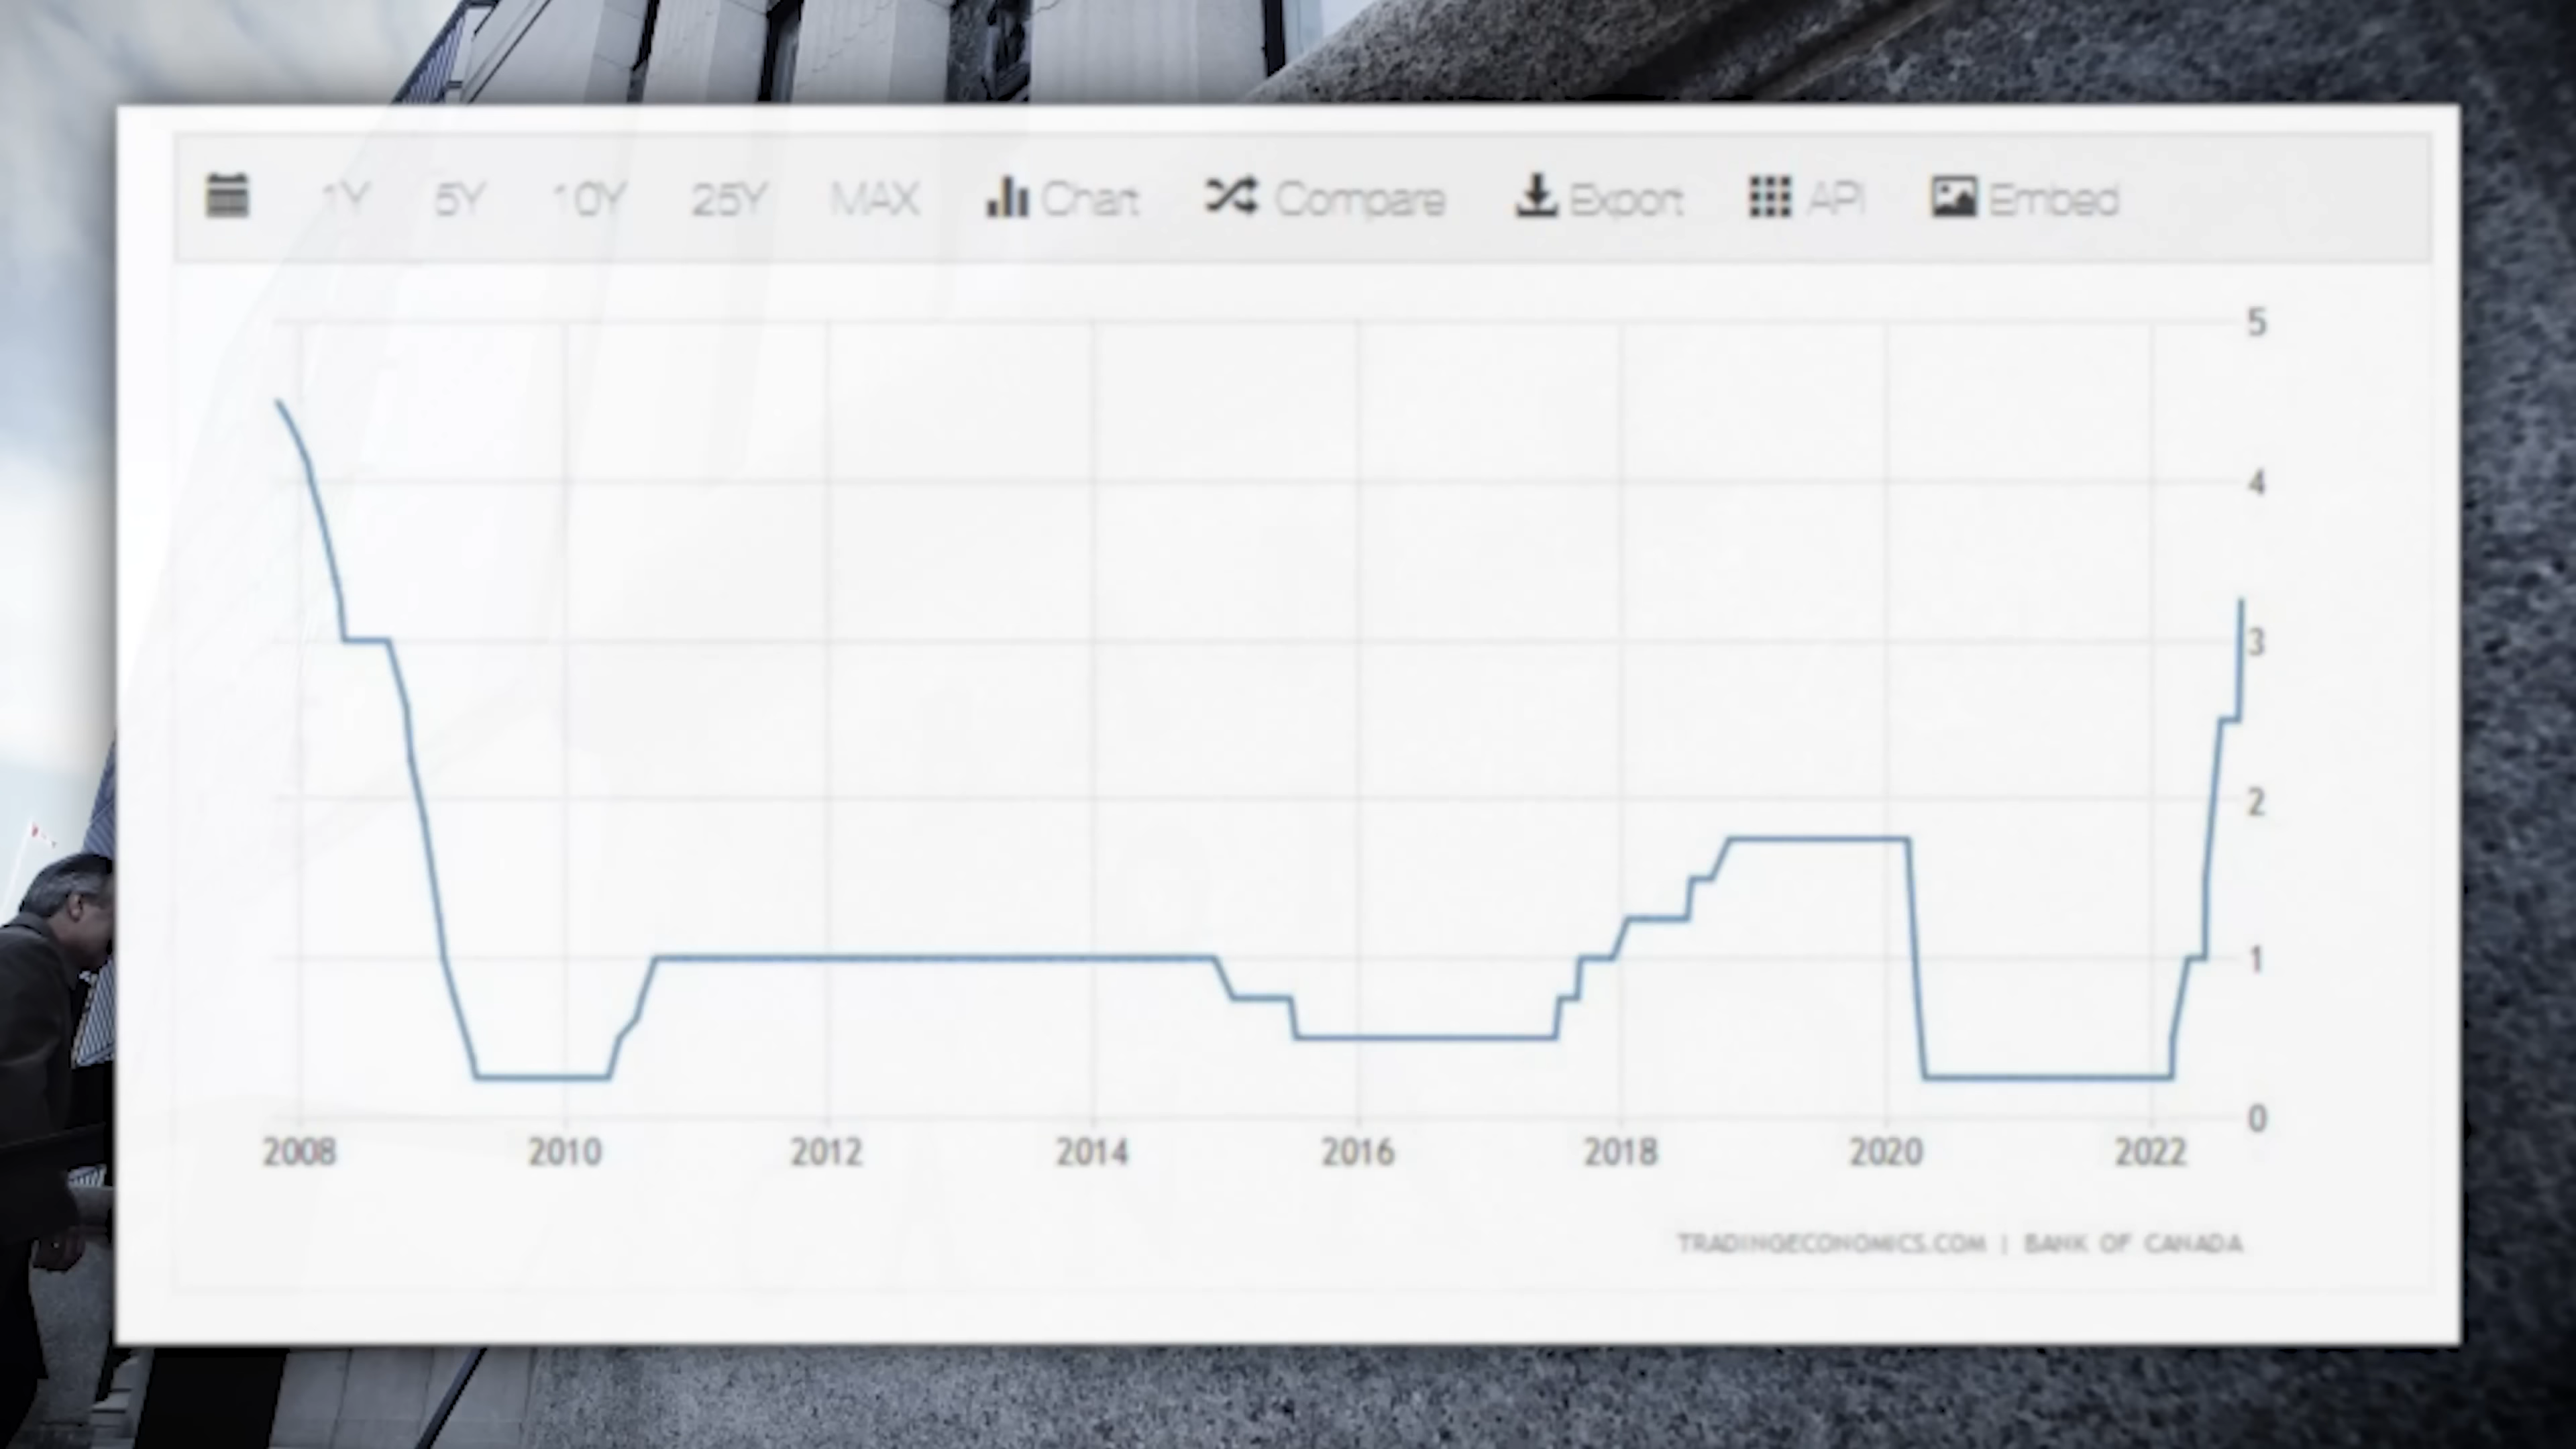 1Y 5Y 10Y 25Y MAX Chart Compare Export API Embed
5
4
3
2
1
0
2008 2010 2012 2014 2016 2018 2020 2022
TRADINGECONOMICS.COM | BANK OF CANADA